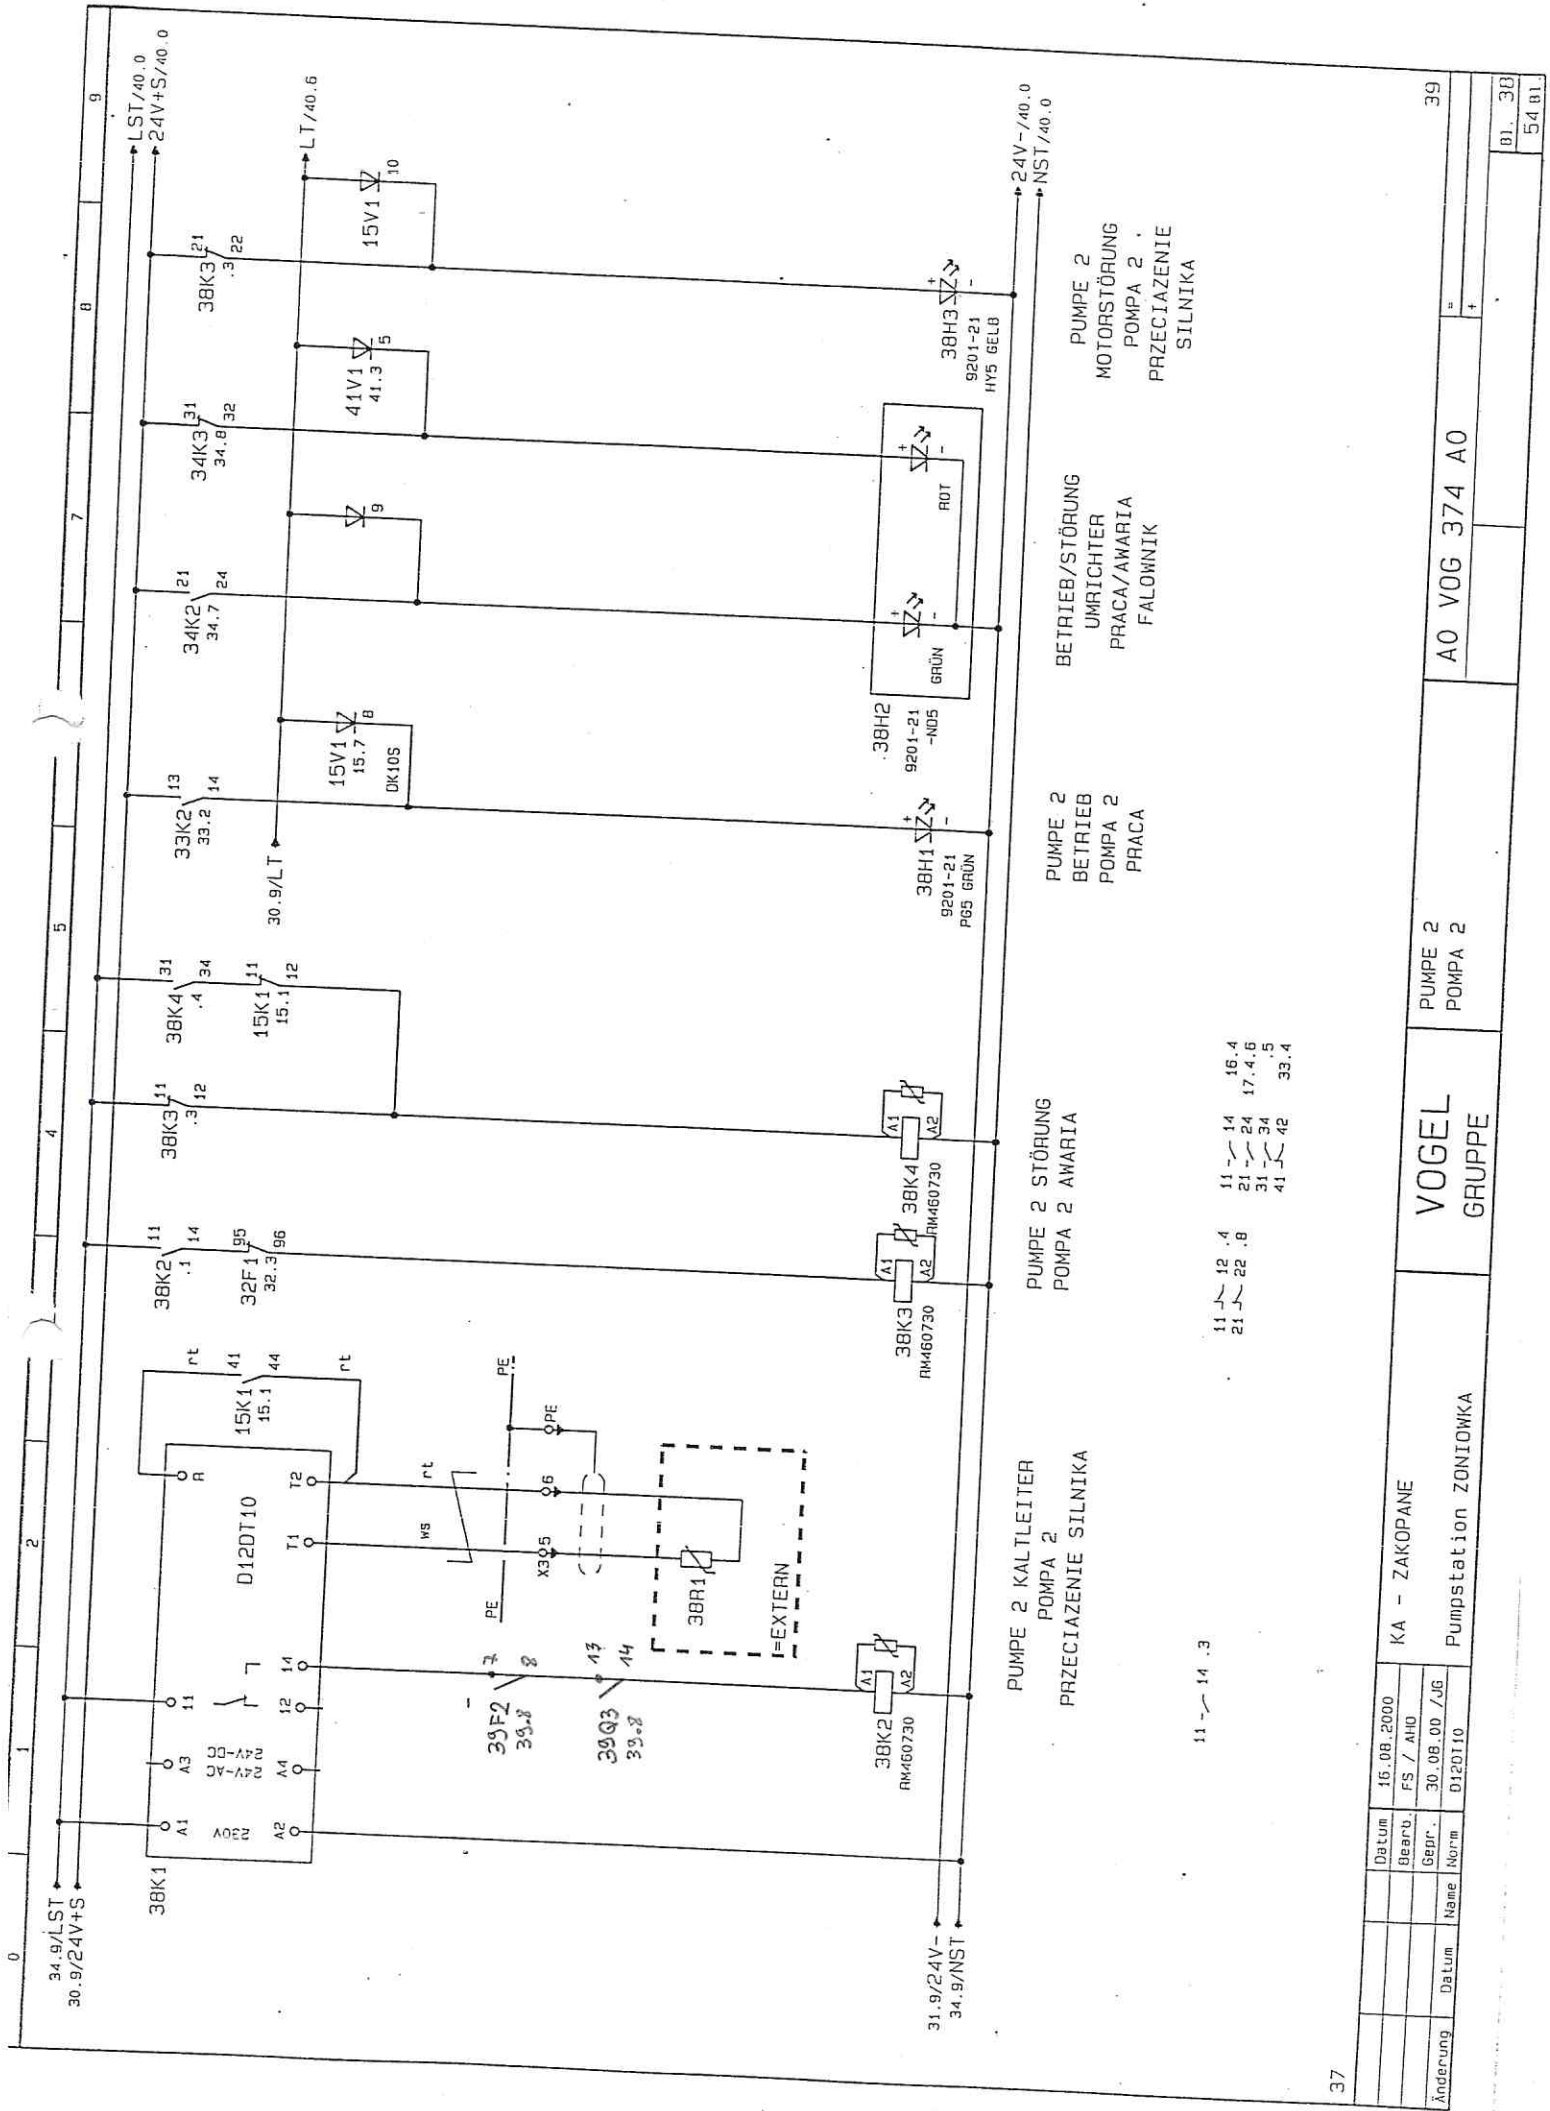 0
1
2
4
5
7
8
9
34.9/LST
30.9/24V+S
LST/40.0
24V+S/40.0
38K1
A1
A3
11
R
230V
24V-AC
24V-DC
D12DT10
A2
A4
12
14
T1
T2
rt
41
15K1
15.1
44
rt
ws
rt
PE
PE
X3
5
6
PE
38R1
=EXTERN
39F2
39.8
7
8
39Q3
39.8
13
14
38K2
RM460730
A1
A2
38K2
.1
11
14
32F1
32.3
95
96
38K3
RM460730
A1
A2
38K3
.3
11
12
38K4
RM460730
A1
A2
38K4
.4
31
34
15K1
15.1
11
12
30.9/LT
LT/40.6
33K2
33.2
13
14
15V1
15.7
8
DK10S
38H1
9201-21
PG5 GRÜN
+
-
34K2
34.7
21
24
9
34K3
34.8
31
32
41V1
41.3
5
.38H2
9201-21
-ND5
GRÜN
+
-
ROT
+
-
38K3
.3
21
22
15V1
10
38H3
9201-21
HY5 GELB
+
-
31.9/24V-
34.9/NST
24V-/40.0
NST/40.0
PUMPE 2 KALTLEITER
POMPA 2
PRZECIAZENIE SILNIKA
PUMPE 2 STÖRUNG
POMPA 2 AWARIA
PUMPE 2
BETRIEB
POMPA 2
PRACA
BETRIEB/STÖRUNG
UMRICHTER
PRACA/AWARIA
FALOWNIK
PUMPE 2
MOTORSTÖRUNG
POMPA 2
PRZECIAZENIE
SILNIKA
11 14 .3
11 12 .4
21 22 .8
11 14 16.4
21 24 17.4.6
31 34 .5
41 42 33.4
37
39
Änderung
Datum
Name
Datum 16.08.2000
Bearb. FS / AHO
Gepr. 30.08.00 /JG
Norm D12DT10
KA - ZAKOPANE
Pumpstation ZONIOWKA
VOGEL
GRUPPE
PUMPE 2
POMPA 2
AO VOG 374 AO
=
+
Bl. 38
54 Bl.